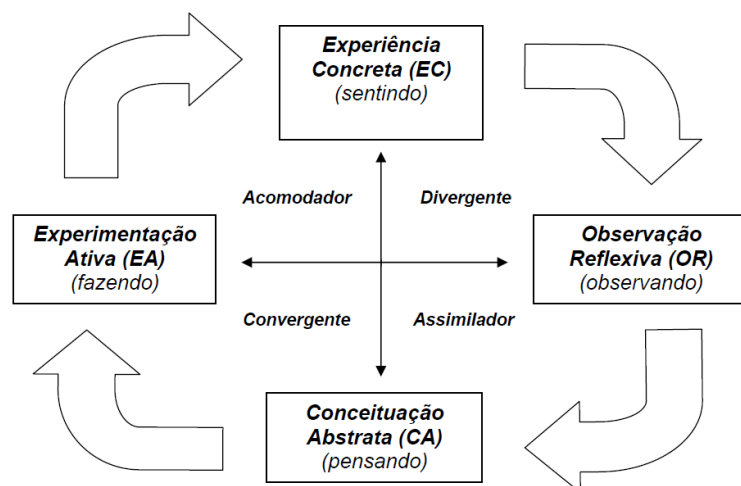 Experiência
Concreta (EC)
(sentindo)
Acomodador
Divergente
Experimentação
Ativa (EA)
(fazendo)
Observação
Reflexiva (OR)
(observando)
Convergente
Assimilador
Conceituação
Abstrata (CA)
(pensando)